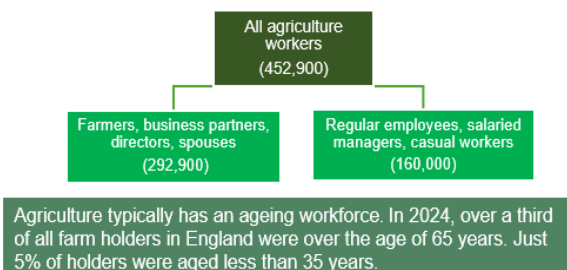 All agriculture
workers
(452,900)
Farmers, business partners,
directors, spouses
(292,900)
Regular employees, salaried
managers, casual workers
(160,000)
Agriculture typically has an ageing workforce. In 2024, over a third
of all farm holders in England were over the age of 65 years. Just
5% of holders were aged less than 35 years.